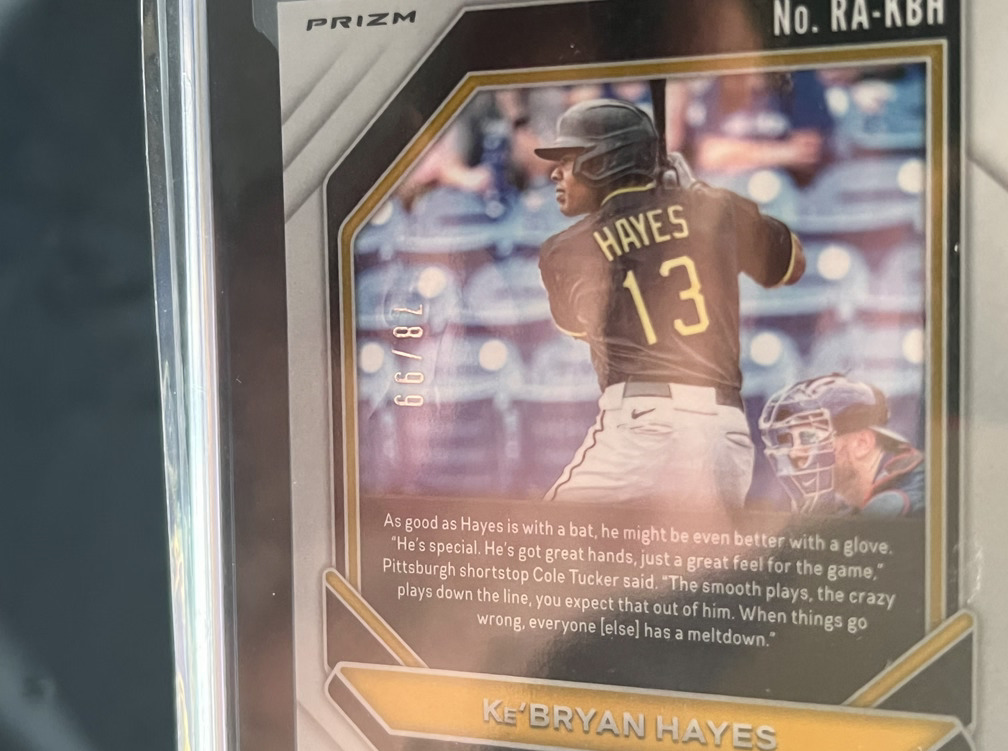 PRIZM
No. RA-KBH
HAYES
13
78/99
As good as Hayes is with a bat, he might be even better with a glove.
"He's special. He's got great hands, just a great feel for the game,"
Pittsburgh shortstop Cole Tucker said. "The smooth plays, the crazy
plays down the line, you expect that out of him. When things go
wrong, everyone [else] has a meltdown."
KE'BRYAN HAYES